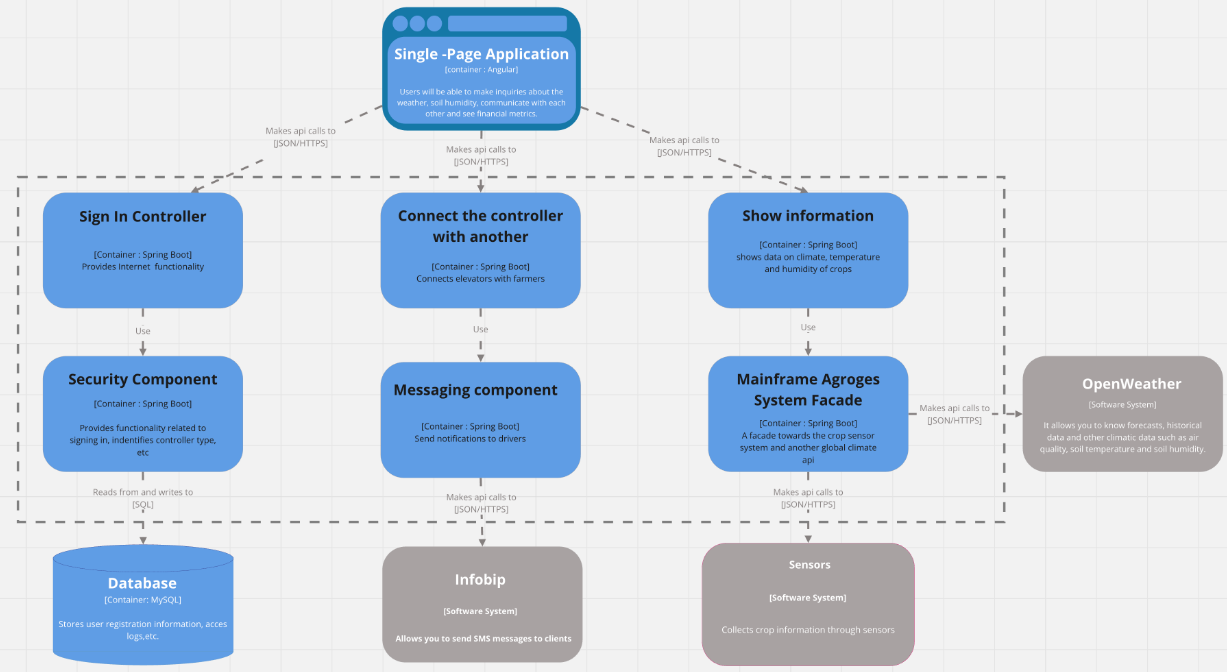 Single -Page Application
[container : Angular]
Users will be able to make inquiries about the
weather, soil humidity, communicate with each
other and see financial metrics.
Makes api calls to
[JSON/HTTPS]
Makes api calls to
[JSON/HTTPS]
Makes api calls to
[JSON/HTTPS]
Sign In Controller
[Container : Spring Boot]
Provides Internet functionality
Connect the controller
with another
[Container : Spring Boot]
Connects elevators with farmers
Show information
[Container : Spring Boot]
shows data on climate, temperature
and humidity of crops
Use
Use
Use
Security Component
[Container : Spring Boot]
Provides functionality related to
signing in, indentifies controller type,
etc
Messaging component
[Container : Spring Boot]
Send notifications to drivers
Mainframe Agroges
System Facade
[Container : Spring Boot]
A facade towards the crop sensor
system and another global climate
api
Makes api calls to
[JSON/HTTPS]
OpenWeather
[Software System]
It allows you to know forecasts, historical
data and other climatic data such as air
quality, soil temperature and soil humidity.
Reads from and writes to
[SQL]
Makes api calls to
[JSON/HTTPS]
Makes api calls to
[JSON/HTTPS]
Database
[Container: MySQL]
Stores user registration information, acces
logs,etc.
Infobip
[Software System]
Allows you to send SMS messages to clients
Sensors
[Software System]
Collects crop information through sensors